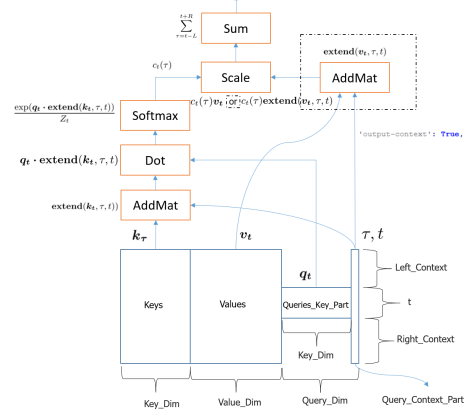 t+R
∑
τ=t−L
Sum
c_t(τ)
Scale
extend(v_t, τ, t)
AddMat
c_t(τ)v_t or c_t(τ)extend(v_t, τ, t)
exp(q_t · extend(k_t, τ, t))
Z_t
Softmax
'output-context': True,
q_t · extend(k_t, τ, t)
Dot
extend(k_t, τ, t))
AddMat
k_τ
v_t
τ, t
q_t
Left_Context
Keys
Values
Queries_Key_Part
t
Right_Context
Key_Dim
Key_Dim
Value_Dim
Query_Dim
Query_Context_Part